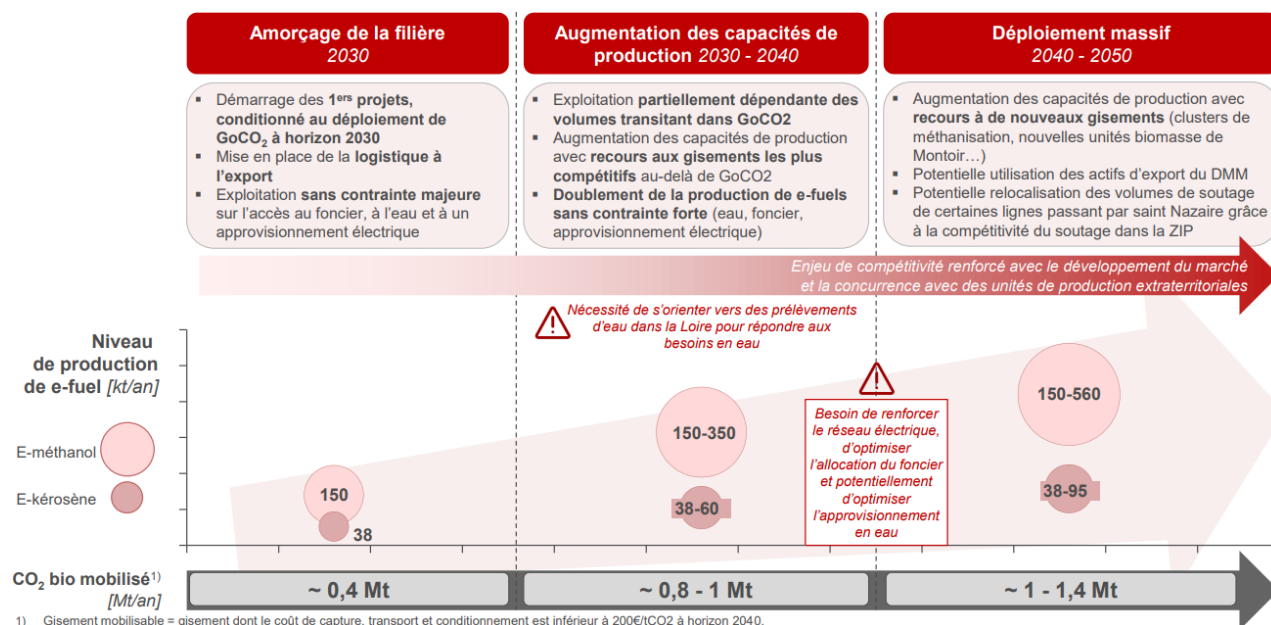 Amorçage de la filière
2030
Augmentation des capacités de
production 2030 - 2040
Déploiement massif
2040 - 2050
▪ Démarrage des 1ers projets,
conditionné au déploiement de
GoCO₂ à horizon 2030
▪ Mise en place de la logistique à
l'export
▪ Exploitation sans contrainte majeure
sur l'accès au foncier, à l'eau et à un
approvisionnement électrique
▪ Exploitation partiellement dépendante des
volumes transitant dans GoCO2
▪ Augmentation des capacités de production
avec recours aux gisements les plus
compétitifs au-delà de GoCO2
▪ Doublement de la production de e-fuels
sans contrainte forte (eau, foncier,
approvisionnement électrique)
▪ Augmentation des capacités de production avec
recours à de nouveaux gisements (clusters de
méthanisation, nouvelles unités biomasse de
Montoir…)
▪ Potentielle utilisation des actifs d'export du DMM
▪ Potentielle relocalisation des volumes de soutage
de certaines lignes passant par saint Nazaire grâce
à la compétitivité du soutage dans la ZIP
Enjeu de compétitivité renforcé avec le développement du marché
et la concurrence avec des unités de production extraterritoriales
Nécessité de s'orienter vers des prélèvements
d'eau dans la Loire pour répondre aux
besoins en eau
Niveau
de production
de e-fuel [kt/an]
E-méthanol
E-kérosène
150
38
150-350
38-60
Besoin de renforcer
le réseau électrique,
d'optimiser
l'allocation du foncier
et potentiellement
d'optimiser
l'approvisionnement
en eau
150-560
38-95
CO₂ bio mobilisé¹⁾
[Mt/an]
~ 0,4 Mt
~ 0,8 - 1 Mt
~ 1 - 1,4 Mt
1) Gisement mobilisable = gisement dont le coût de capture, transport et conditionnement est inférieur à 200€/tCO2 à horizon 2040.